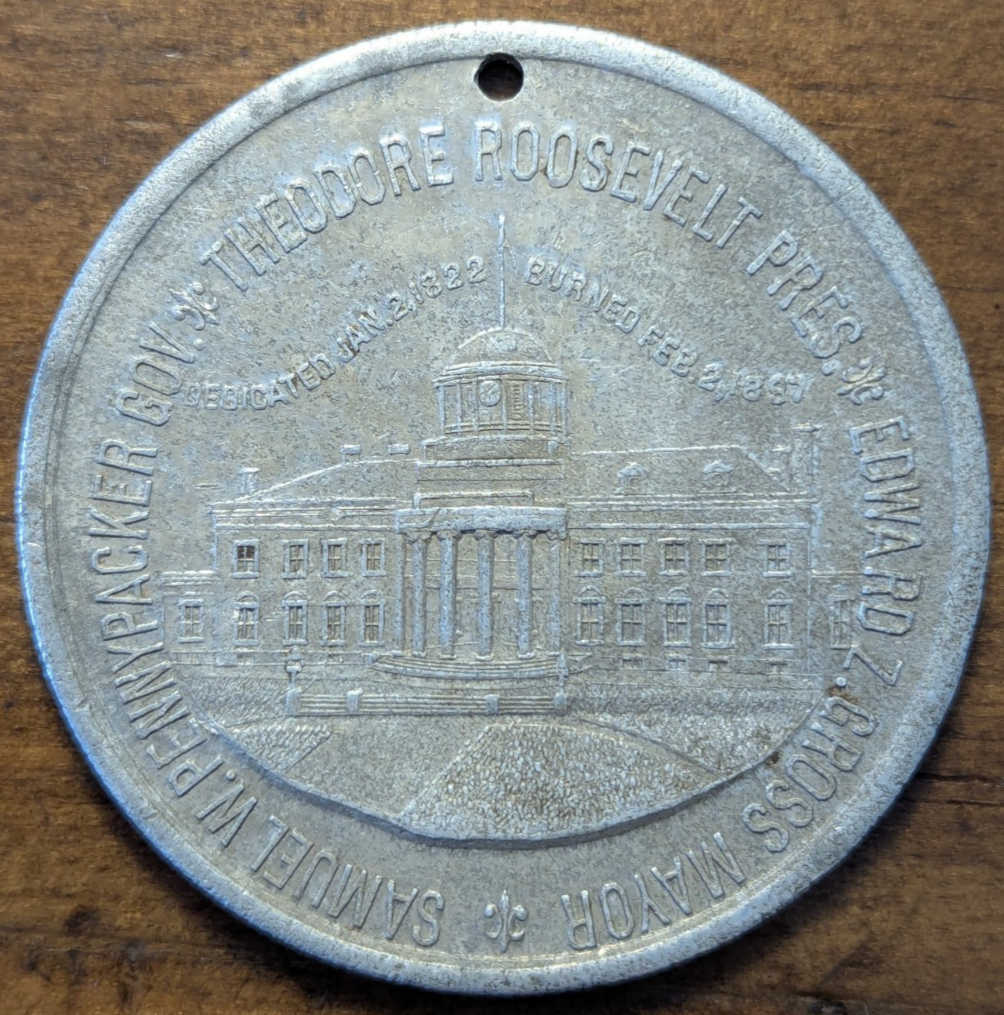 THEODORE ROOSEVELT PRES.
EDWARD Z. GROSS MAYOR
SAMUEL W. PENNYPACKER GOV.
DEDICATED JAN. 2, 1822
BURNED FEB. 2, 1897